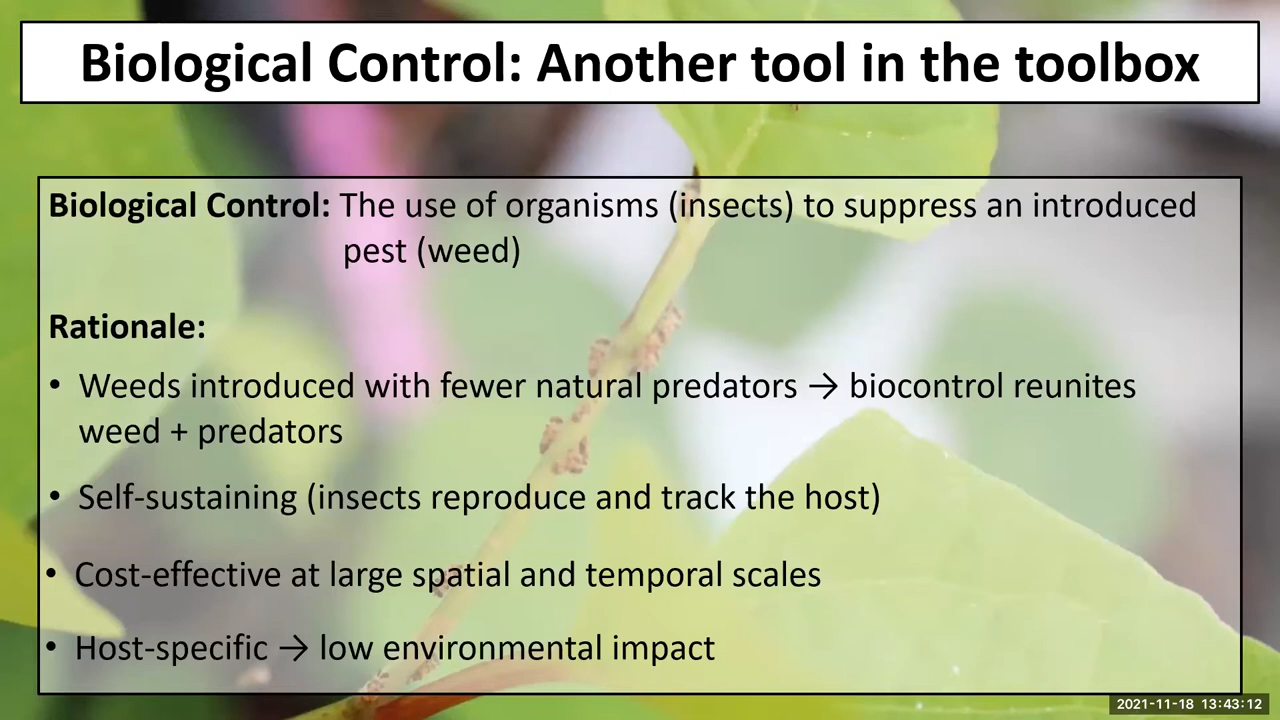 Biological Control: Another tool in the toolbox
Biological Control: The use of organisms (insects) to suppress an introduced
pest (weed)
Rationale:
• Weeds introduced with fewer natural predators → biocontrol reunites
weed + predators
• Self-sustaining (insects reproduce and track the host)
• Cost-effective at large spatial and temporal scales
• Host-specific → low environmental impact
2021-11-18 13:43:12